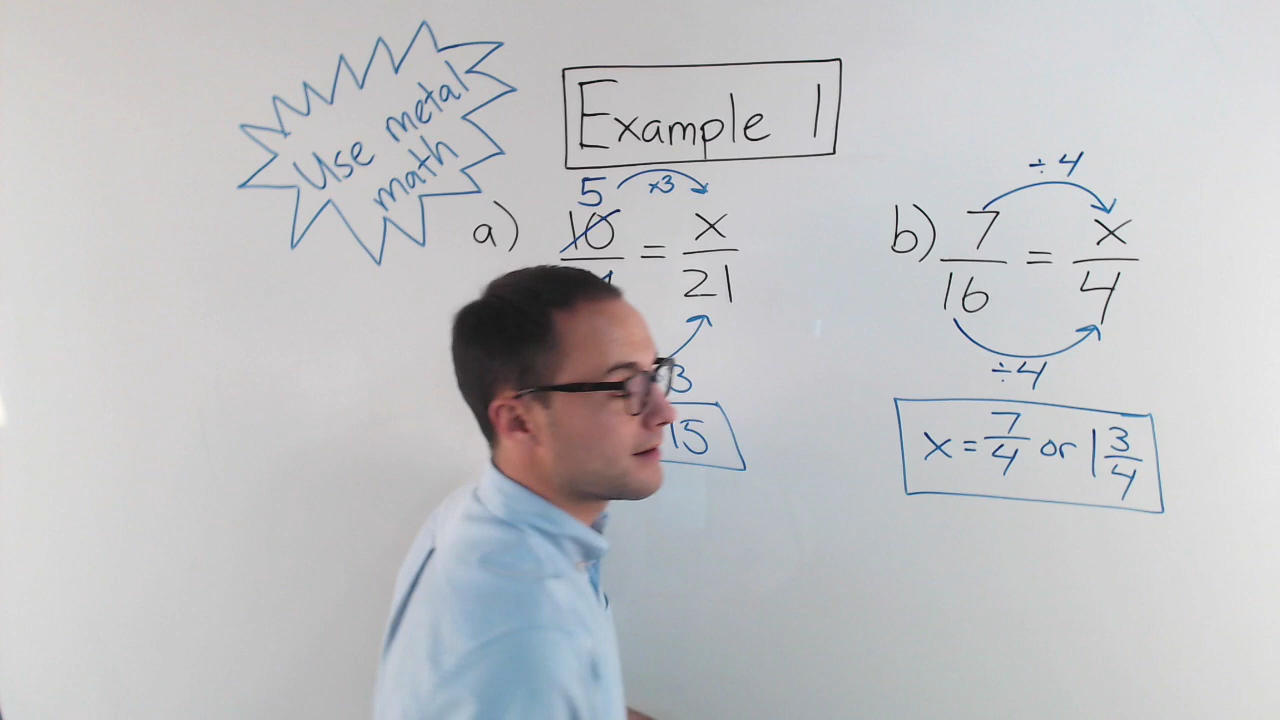 Use metal
math
Example 1
5 ×3
a) 10 = x
21
3
15
÷4
b) 7 = x
16 4
÷4
x = 7/4 or 1 3/4